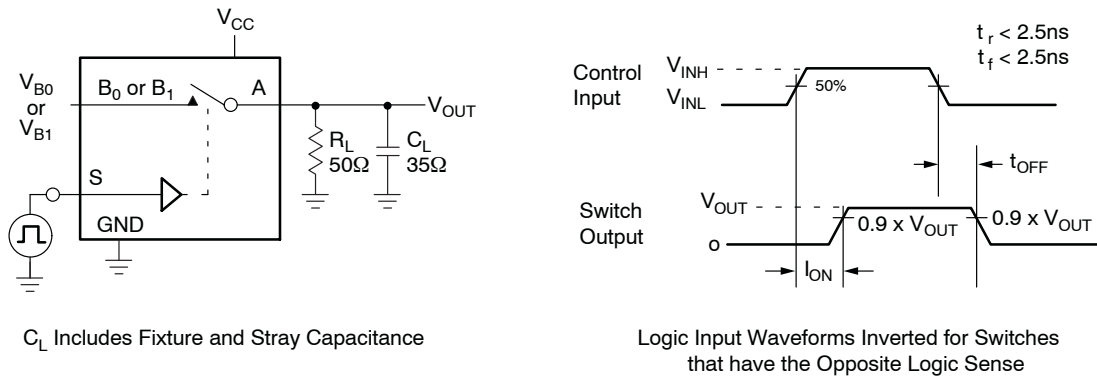 V_CC
V_B0
or
V_B1
B_0 or B_1
A
V_OUT
R_L
50Ω
C_L
35Ω
S
GND
C_L Includes Fixture and Stray Capacitance
t_r < 2.5ns
t_f < 2.5ns
Control
Input
V_INH
V_INL
50%
t_OFF
Switch
Output
V_OUT
0.9 x V_OUT
0.9 x V_OUT
o
I_ON
Logic Input Waveforms Inverted for Switches
that have the Opposite Logic Sense